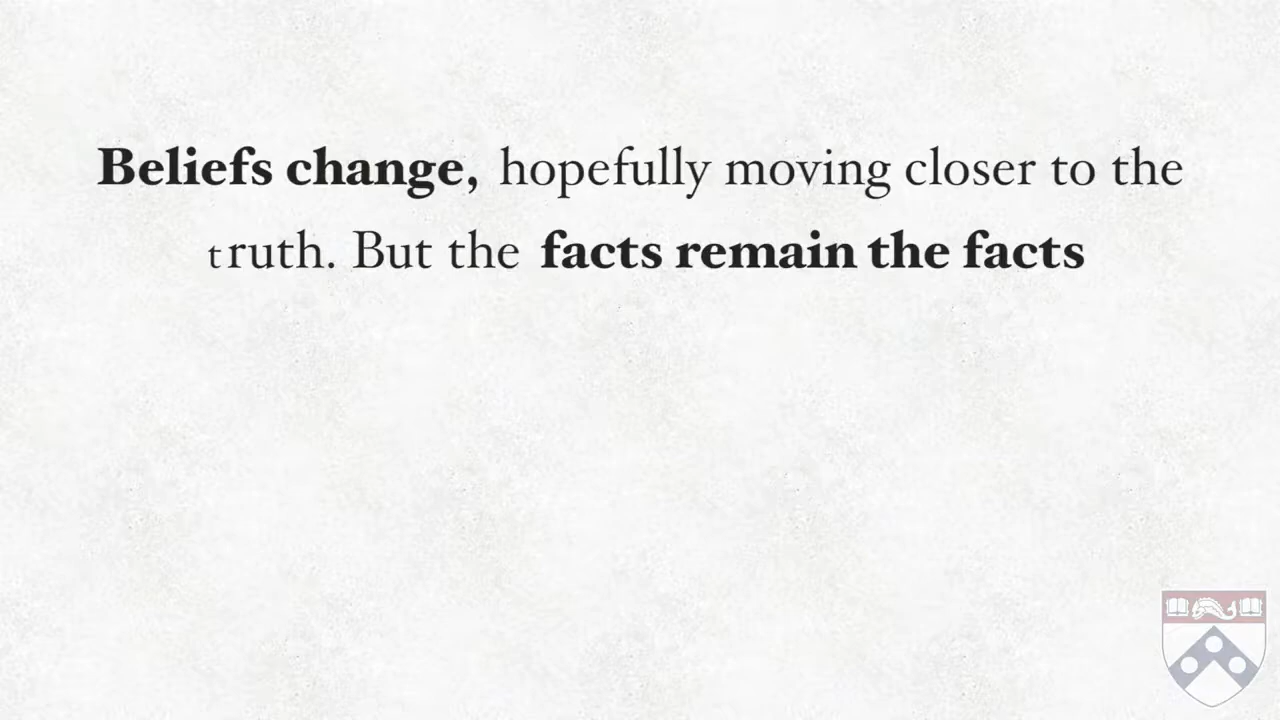 Beliefs change, hopefully moving closer to the
truth. But the facts remain the facts